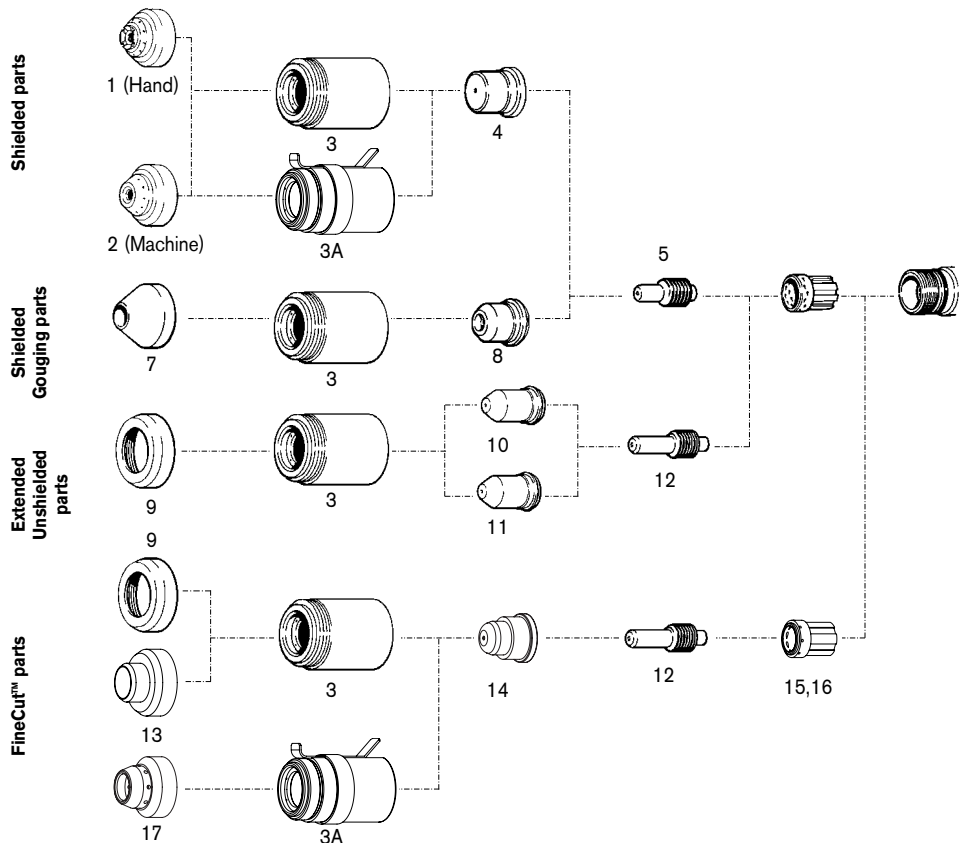 Shielded parts
1 (Hand)
3
4
2 (Machine)
3A
5
Shielded
Gouging parts
7
3
8
Extended
Unshielded
parts
9
3
10
11
12
FineCut™ parts
9
13
3
14
12
15,16
17
3A